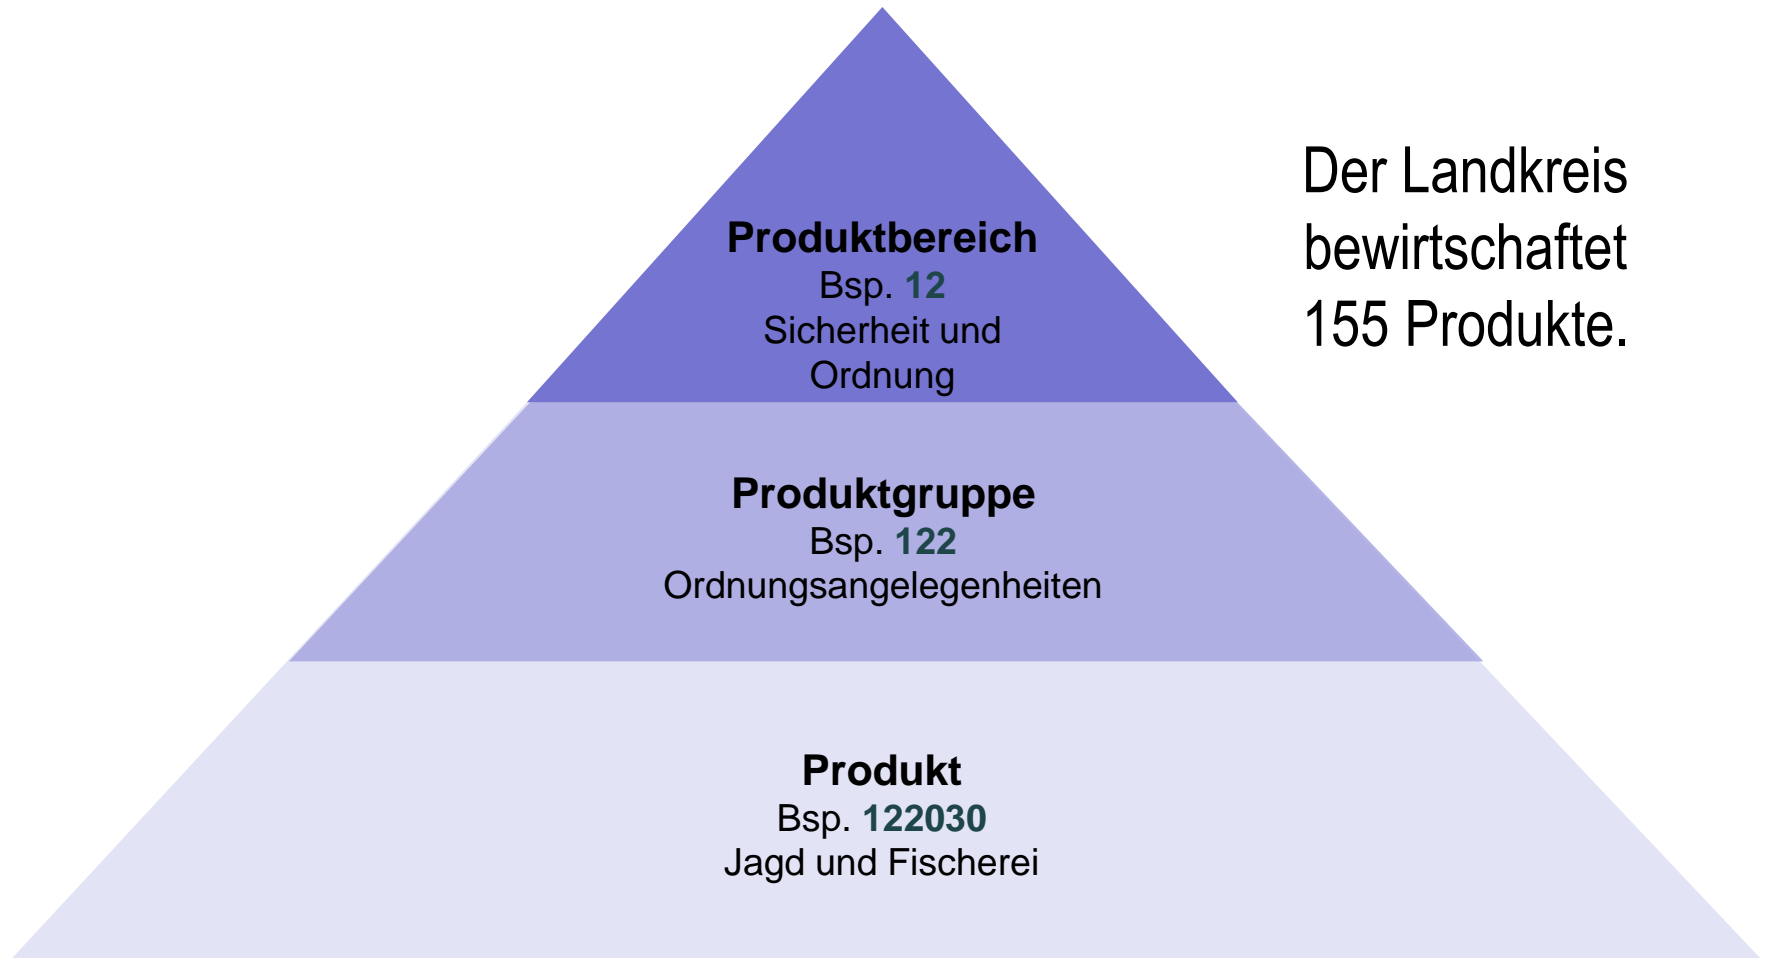 Produktbereich
Bsp. 12
Sicherheit und
Ordnung
Der Landkreis
bewirtschaftet
155 Produkte.
Produktgruppe
Bsp. 122
Ordnungsangelegenheiten
Produkt
Bsp. 122030
Jagd und Fischerei